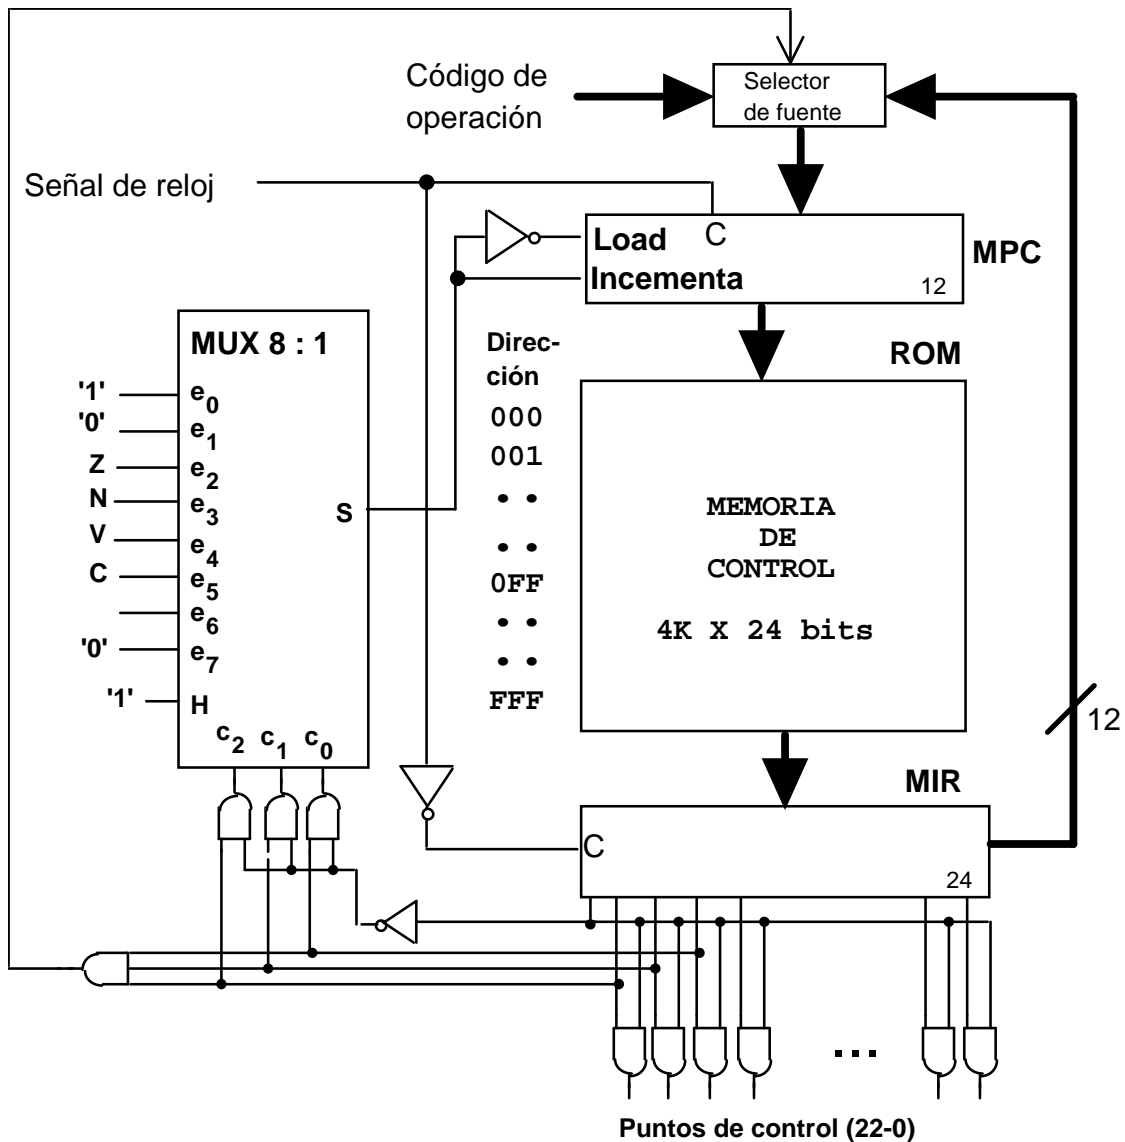 Código de
operación
Selector
de fuente
Señal de reloj
Load
C
Incementa
12
MPC
MUX 8 : 1
Direc-
ción
ROM
'1'
e0
000
'0'
e1
001
Z
e2
N
e3
S
V
e4
C
e5
0FF
e6
'0'
e7
'1'
H
FFF
c2
c1
c0
MEMORIA
DE
CONTROL
4K X 24 bits
12
MIR
C
24
...
Puntos de control (22-0)